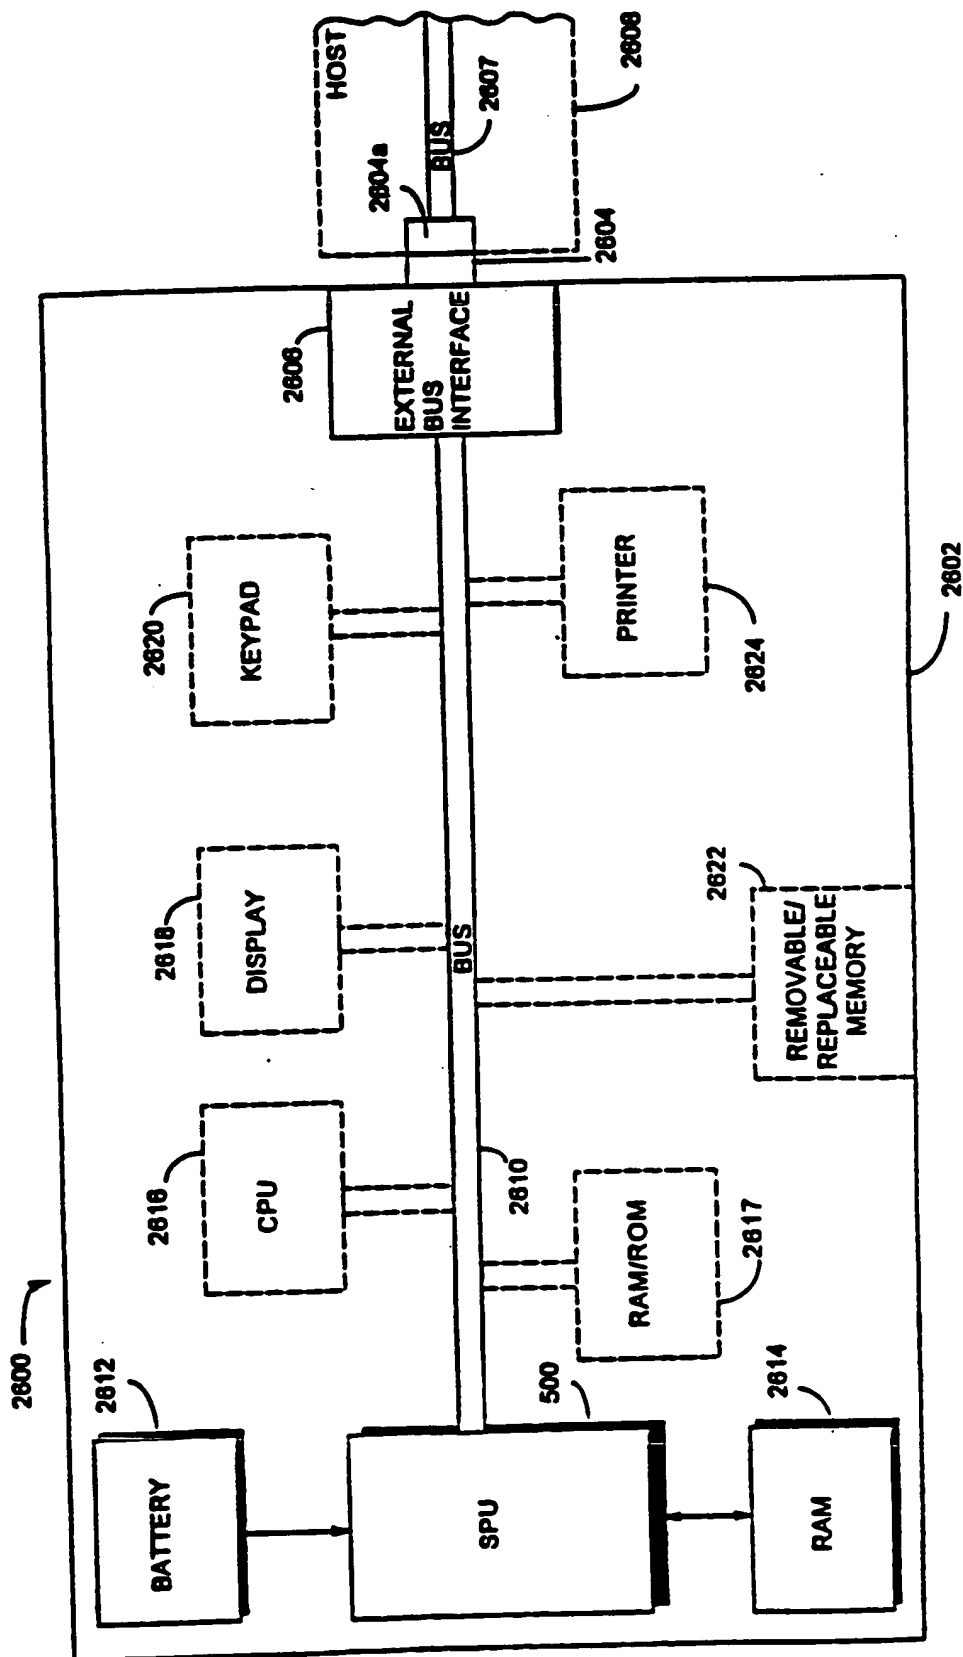 2600
BATTERY
2612
SPU
500
RAM
2614
CPU
2616
RAM/ROM
2617
2610
BUS
DISPLAY
2618
REMOVABLE/
REPLACEABLE
MEMORY
2622
KEYPAD
2620
PRINTER
2624
2602
EXTERNAL
BUS
INTERFACE
2606
2604
2604a
HOST
BUS
2607
2608